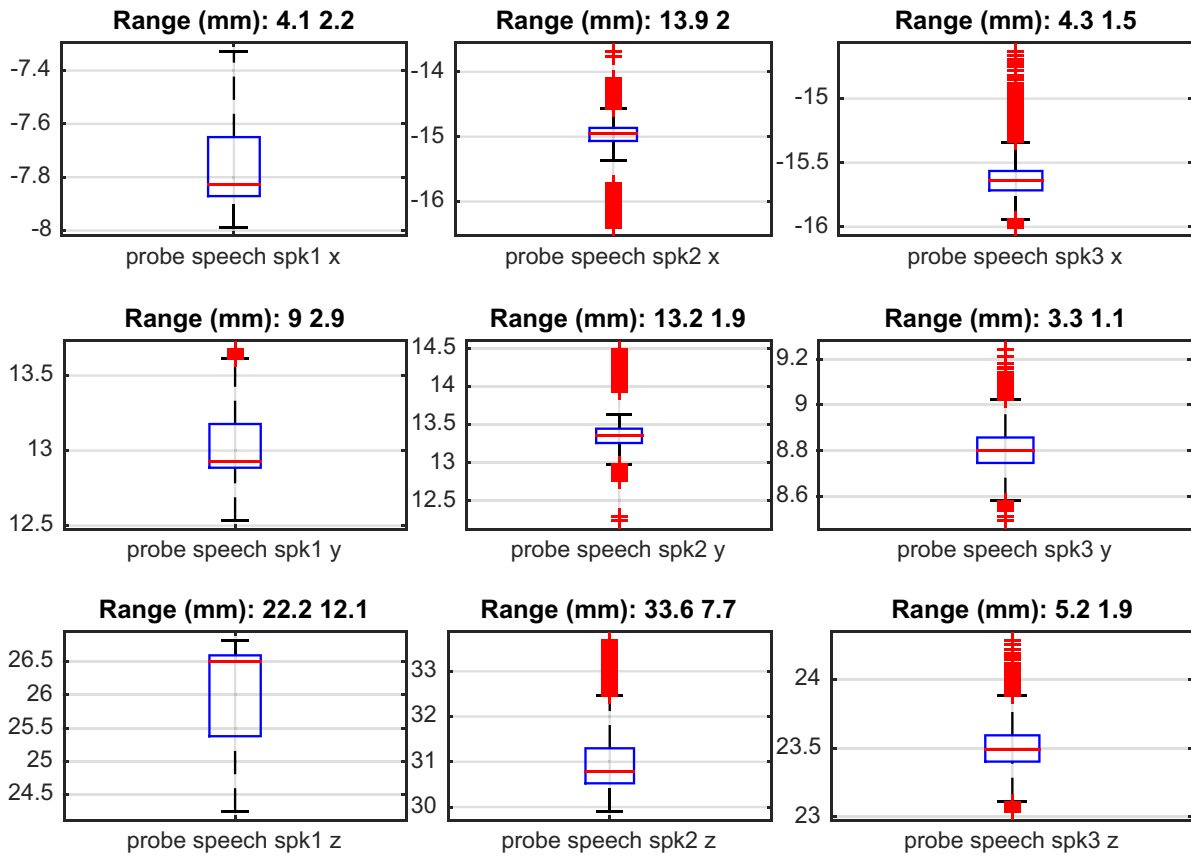 Range (mm): 4.1 2.2
-7.4
-7.6
-7.8
-8
probe speech spk1 x
Range (mm): 13.9 2
-14
-15
-16
probe speech spk2 x
Range (mm): 4.3 1.5
-15
-15.5
-16
probe speech spk3 x
Range (mm): 9 2.9
13.5
13
12.5
probe speech spk1 y
Range (mm): 13.2 1.9
14.5
14
13.5
13
12.5
probe speech spk2 y
Range (mm): 3.3 1.1
9.2
9
8.8
8.6
probe speech spk3 y
Range (mm): 22.2 12.1
26.5
26
25.5
25
24.5
probe speech spk1 z
Range (mm): 33.6 7.7
33
32
31
30
probe speech spk2 z
Range (mm): 5.2 1.9
24
23.5
23
probe speech spk3 z